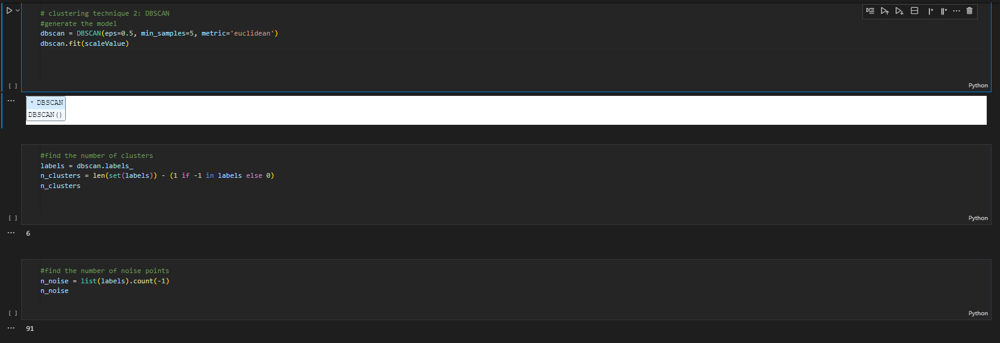 # clustering technique 2: DBSCAN
#generate the model
dbscan = DBSCAN(eps=0.5, min_samples=5, metric='euclidean')
dbscan.fit(scaleValue)
[ ]
Python
DBSCAN
DBSCAN()
#find the number of clusters
labels = dbscan.labels_
n_clusters = len(set(labels)) - (1 if -1 in labels else 0)
n_clusters
[ ]
Python
6
#find the number of noise points
n_noise = list(labels).count(-1)
n_noise
[ ]
Python
91